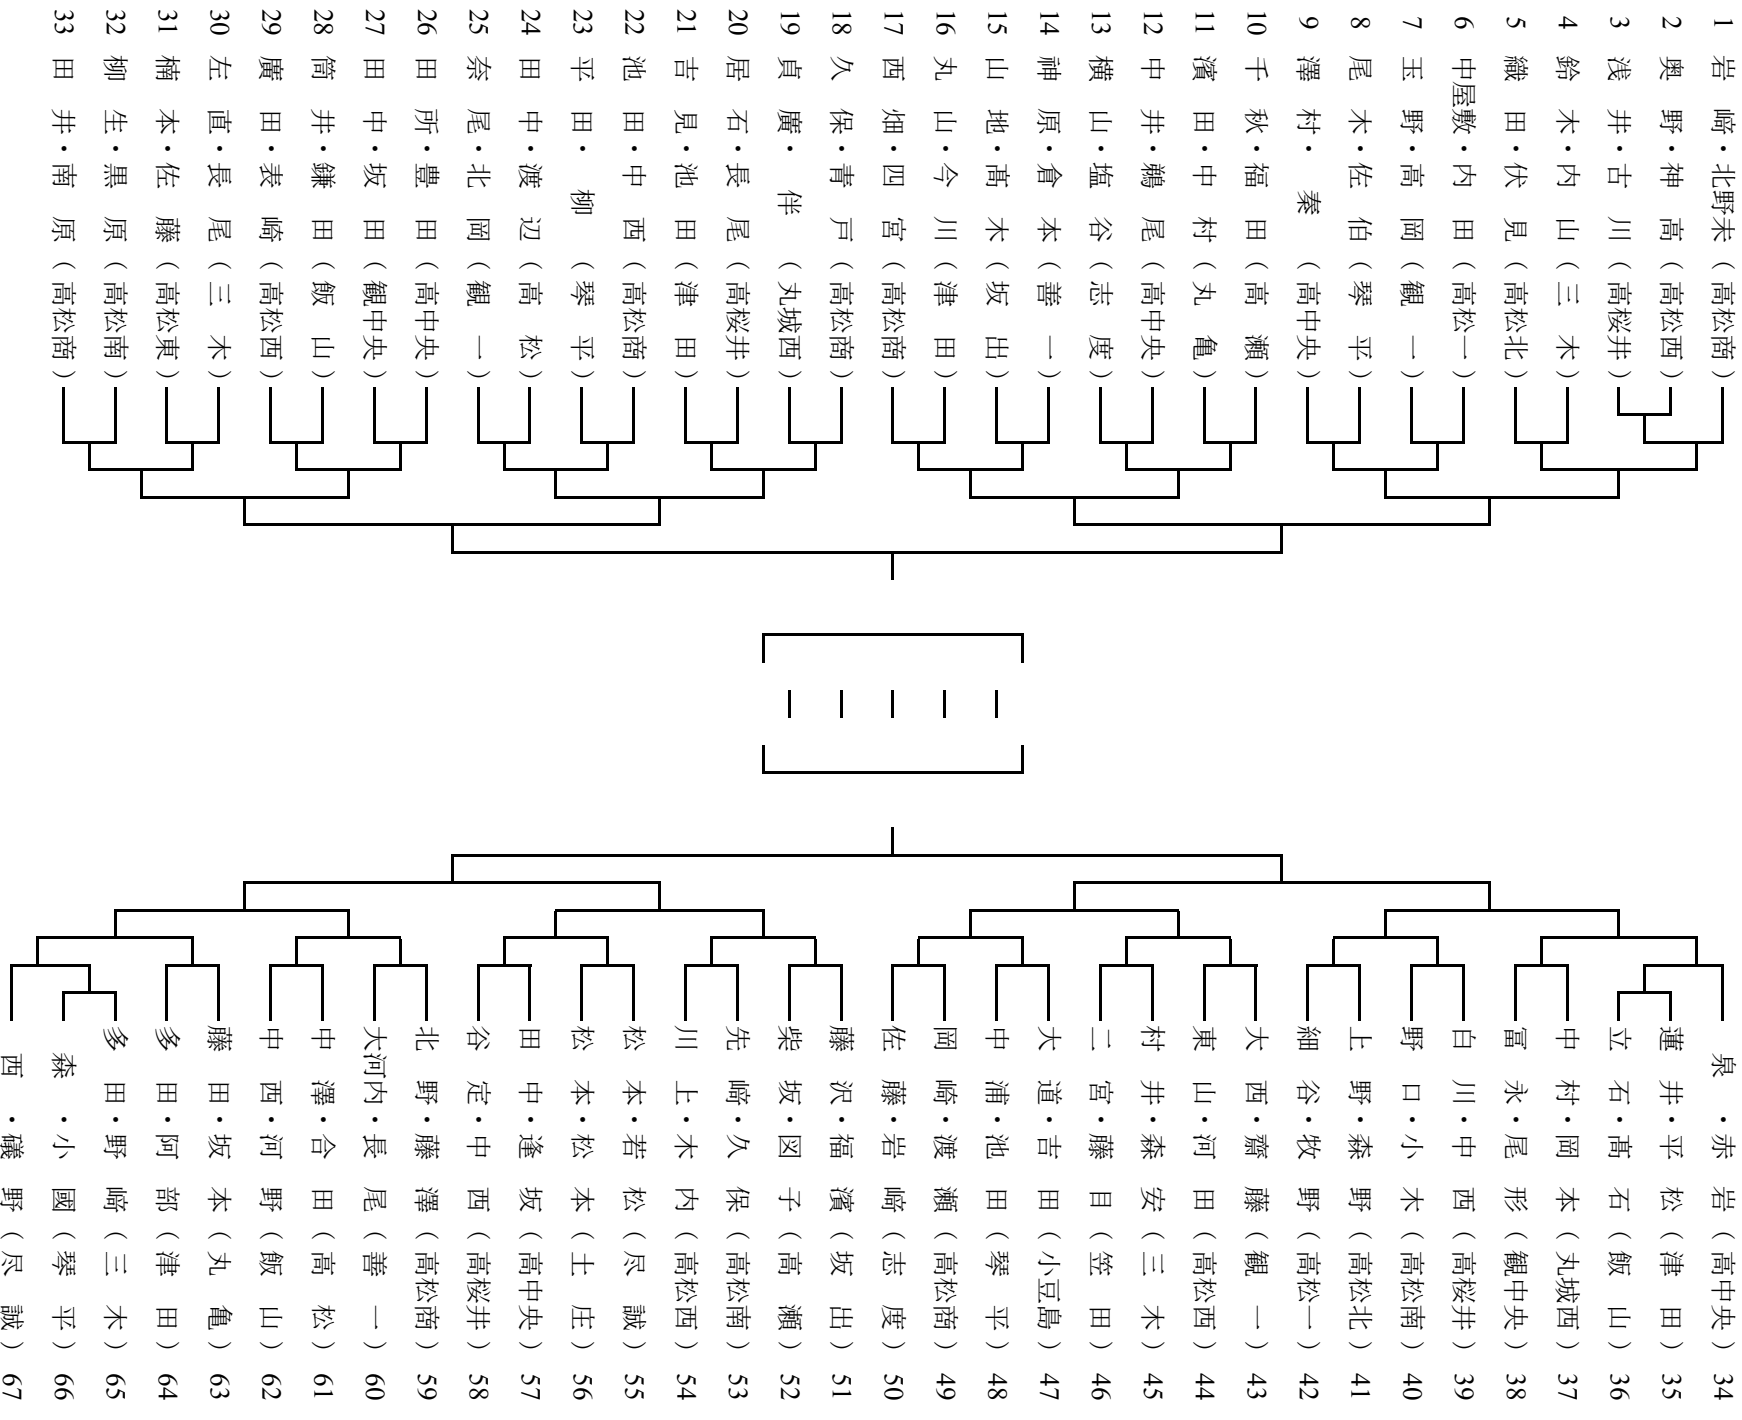 1 岩崎・北野未（高松商）
2 奥野・神高（高松西）
3 浅井・古川（高桜井）
4 鈴木・内山（三木）
5 織田・伏見（高松北）
6 中屋敷・内田（高松一）
7 玉野・高岡（観一）
8 尾木・佐伯（琴平）
9 澤村・秦（高中央）
10 千秋・福田（高瀬）
11 濱田・中村（丸亀）
12 中井・鵜尾（高中央）
13 横山・塩谷（志度）
14 神原・倉本（善一）
15 山地・髙木（坂出）
16 丸山・今川（津田）
17 西畑・四宮（高松商）
18 久保・青戸（高松商）
19 貞廣・伴（丸城西）
20 居石・長尾（高桜井）
21 吉見・池田（津田）
22 池田・中西（高松商）
23 平田・柳（琴平）
24 田中・渡辺（高松）
25 奈尾・北岡（観一）
26 田所・豊田（高中央）
27 田中・坂田（観中央）
28 筒井・鎌田（飯山）
29 廣田・表崎（高松西）
30 左直・長尾（三木）
31 楠本・佐藤（高松東）
32 柳生・黒原（高松南）
33 田井・南原（高松商）
泉・赤岩（高中央）34
蓮井・平松（津田）35
立石・髙石（飯山）36
中村・岡本（丸城西）37
冨永・尾形（観中央）38
白川・中西（高桜井）39
野口・小木（高松南）40
上野・森野（高松北）41
細谷・牧野（高松一）42
大西・齋藤（観一）43
東山・河田（高松西）44
村井・森安（三木）45
二宮・藤目（笠田）46
大道・吉田（小豆島）47
中浦・池田（琴平）48
岡崎・渡瀬（高松商）49
佐藤・岩﨑（志度）50
藤沢・福濱（坂出）51
柴坂・図子（高瀬）52
先﨑・久保（高松南）53
川上・木内（高松西）54
松本・若松（尽誠）55
松本・松本（土庄）56
田中・逢坂（高中央）57
谷定・中西（高桜井）58
北野・藤澤（高松商）59
大河内・長尾（善一）60
中澤・合田（高松）61
中西・河野（飯山）62
藤田・坂本（丸亀）63
多田・阿部（津田）64
多田・野﨑（三木）65
森・小國（琴平）66
西・礒野（尽誠）67